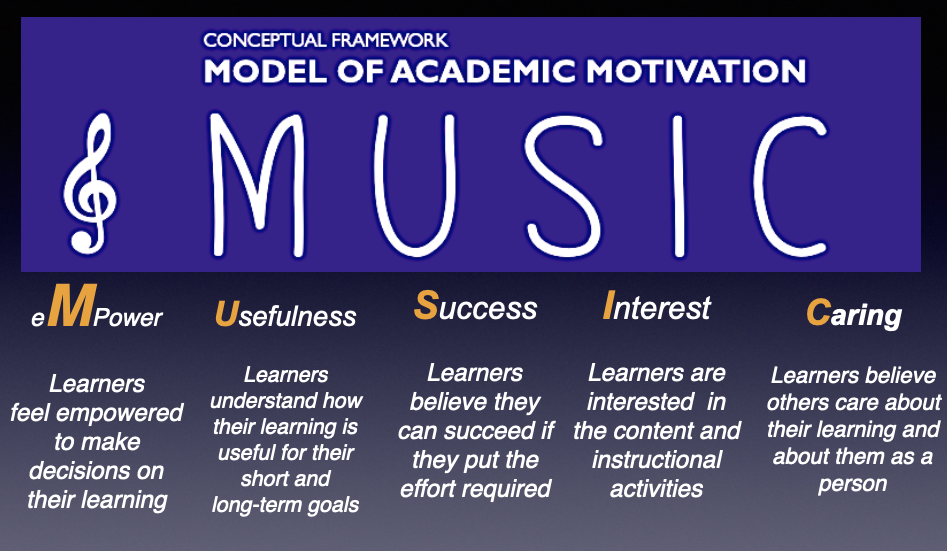 CONCEPTUAL FRAMEWORK
MODEL OF ACADEMIC MOTIVATION
MUSIC
eMPower
Learners
feel empowered
to make
decisions on
their learning
Usefulness
Learners
understand how
their learning is
useful for their
short and
long-term goals
Success
Learners
believe they
can succeed if
they put the
effort required
Interest
Learners are
interested in
the content and
instructional
activities
Caring
Learners believe
others care about
their learning and
about them as a
person